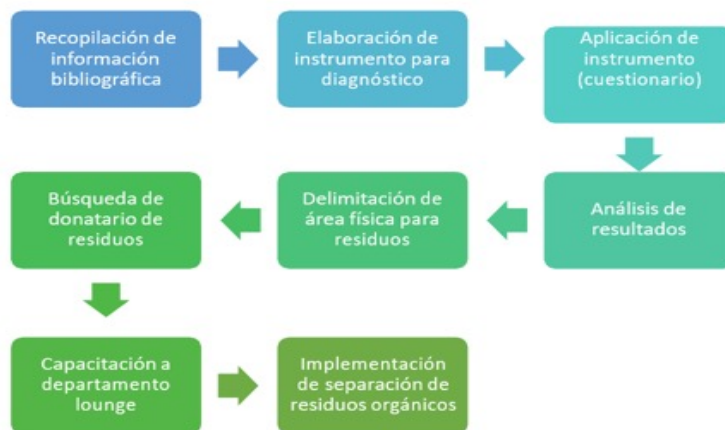 Recopilación de
información
bibliográfica
Elaboración de
instrumento para
diagnóstico
Aplicación de
instrumento
(cuestionario)
Análisis de
resultados
Delimitación de
área física para
residuos
Búsqueda de
donatario de
residuos
Capacitación a
departamento
lounge
Implementación
de separación de
residuos orgánicos